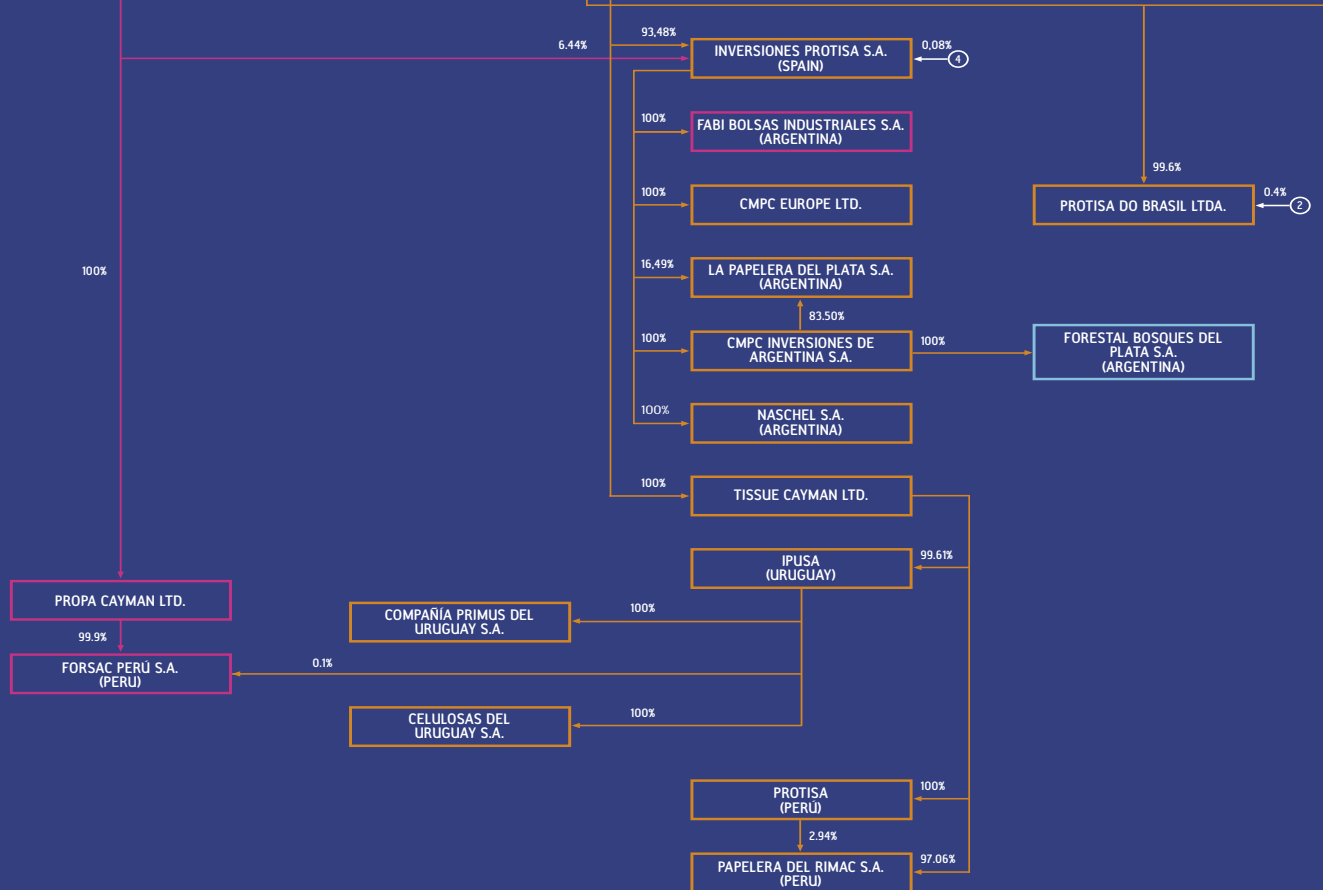 93,48%
6.44%
INVERSIONES PROTISA S.A.
(SPAIN)
0,08%
4
100%
FABI BOLSAS INDUSTRIALES S.A.
(ARGENTINA)
99.6%
100%
CMPC EUROPE LTD.
PROTISA DO BRASIL LTDA.
0.4%
2
100%
16,49%
LA PAPELERA DEL PLATA S.A.
(ARGENTINA)
83.50%
100%
CMPC INVERSIONES DE
ARGENTINA S.A.
100%
FORESTAL BOSQUES DEL
PLATA S.A.
(ARGENTINA)
100%
NASCHEL S.A.
(ARGENTINA)
100%
TISSUE CAYMAN LTD.
IPUSA
(URUGUAY)
99.61%
PROPA CAYMAN LTD.
COMPAÑÍA PRIMUS DEL
URUGUAY S.A.
100%
99.9%
FORSAC PERÚ S.A.
(PERU)
0.1%
CELULOSAS DEL
URUGUAY S.A.
100%
PROTISA
(PERÚ)
100%
2.94%
PAPELERA DEL RIMAC S.A.
(PERU)
97.06%